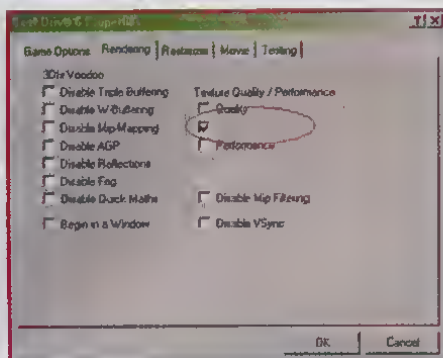 Properties
Game Options Rendering Movie Testing
3Dfx Voodoo
Disable Triple Buffering
Texture Quality / Performance
Disable W-Buffering
Quality
Disable Mip Mapping
Disable AGP
Performance
Disable Reflections
Disable Fog
Disable Quick Maths
Disable Mip Filtering
Begin in a Window
Disable VSync
OK
Cancel